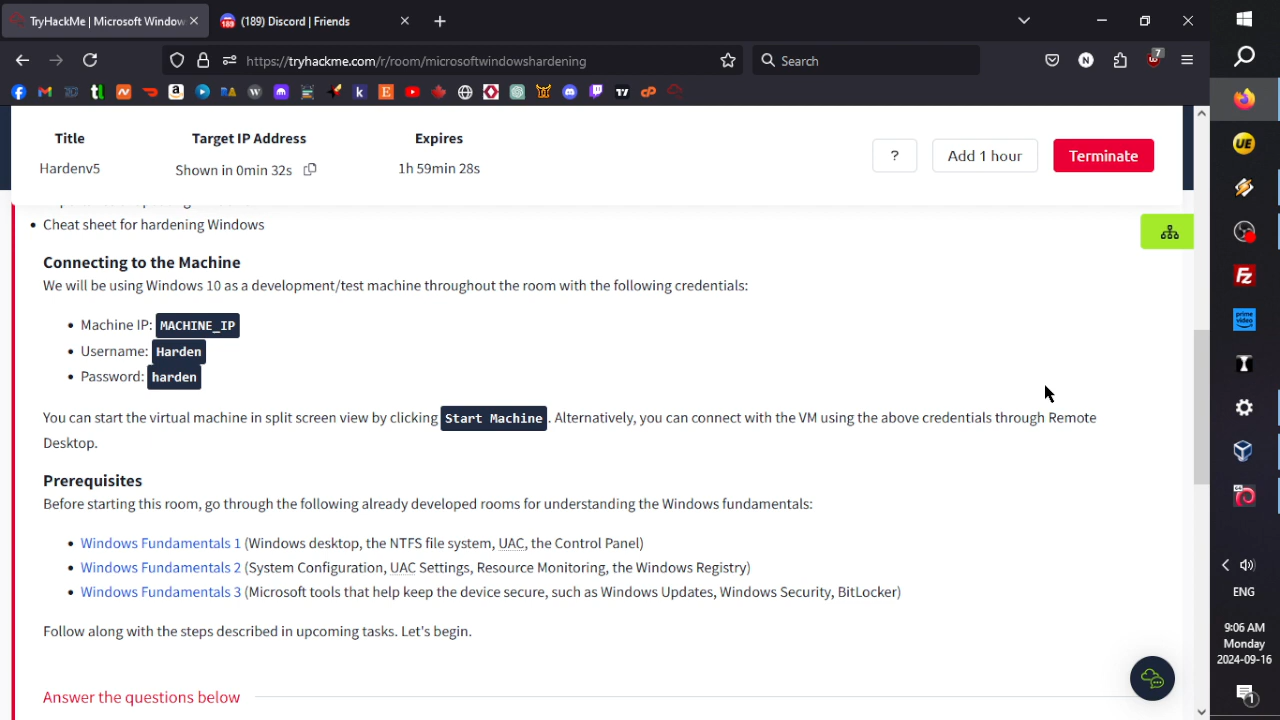 TryHackMe | Microsoft Window
(189) Discord | Friends
https://tryhackme.com/r/room/microsoftwindowshardening
Search
7
Title
Target IP Address
Expires
Hardenv5
Shown in 0min 32s
1h 59min 28s
?
Add 1 hour
Terminate
Cheat sheet for hardening Windows
Connecting to the Machine
We will be using Windows 10 as a development/test machine throughout the room with the following credentials:
Machine IP: MACHINE_IP
Username: Harden
Password: harden
You can start the virtual machine in split screen view by clicking Start Machine. Alternatively, you can connect with the VM using the above credentials through Remote
Desktop.
Prerequisites
Before starting this room, go through the following already developed rooms for understanding the Windows fundamentals:
Windows Fundamentals 1 (Windows desktop, the NTFS file system, UAC, the Control Panel)
Windows Fundamentals 2 (System Configuration, UAC Settings, Resource Monitoring, the Windows Registry)
Windows Fundamentals 3 (Microsoft tools that help keep the device secure, such as Windows Updates, Windows Security, BitLocker)
Follow along with the steps described in upcoming tasks. Let's begin.
Answer the questions below
ENG
9:06 AM
Monday
2024-09-16
1